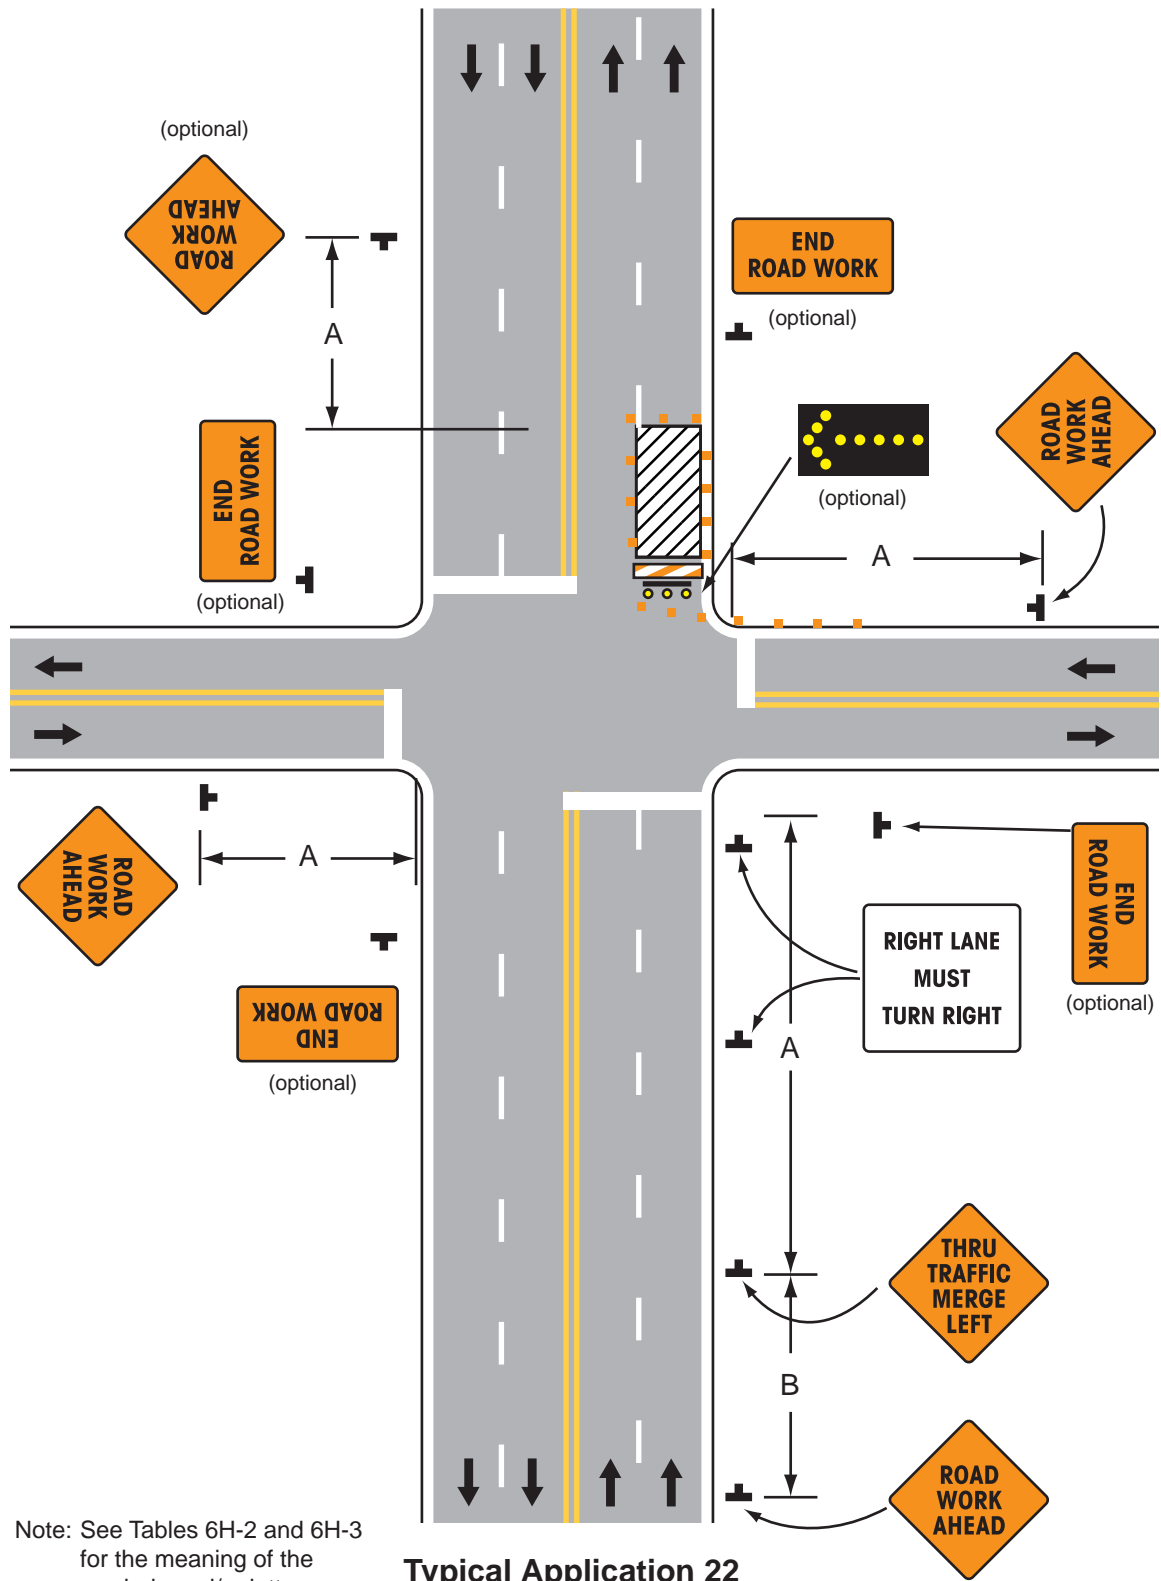 (optional)
ROAD
WORK
AHEAD
END
ROAD WORK
(optional)
A
ROAD
WORK
AHEAD
END
ROAD WORK
(optional)
(optional)
A
ROAD
WORK
AHEAD
A
END
ROAD WORK
(optional)
RIGHT LANE
MUST
TURN RIGHT
END
ROAD WORK
(optional)
A
THRU
TRAFFIC
MERGE
LEFT
B
ROAD
WORK
AHEAD
Note: See Tables 6H-2 and 6H-3
for the meaning of the
Typical Application 22